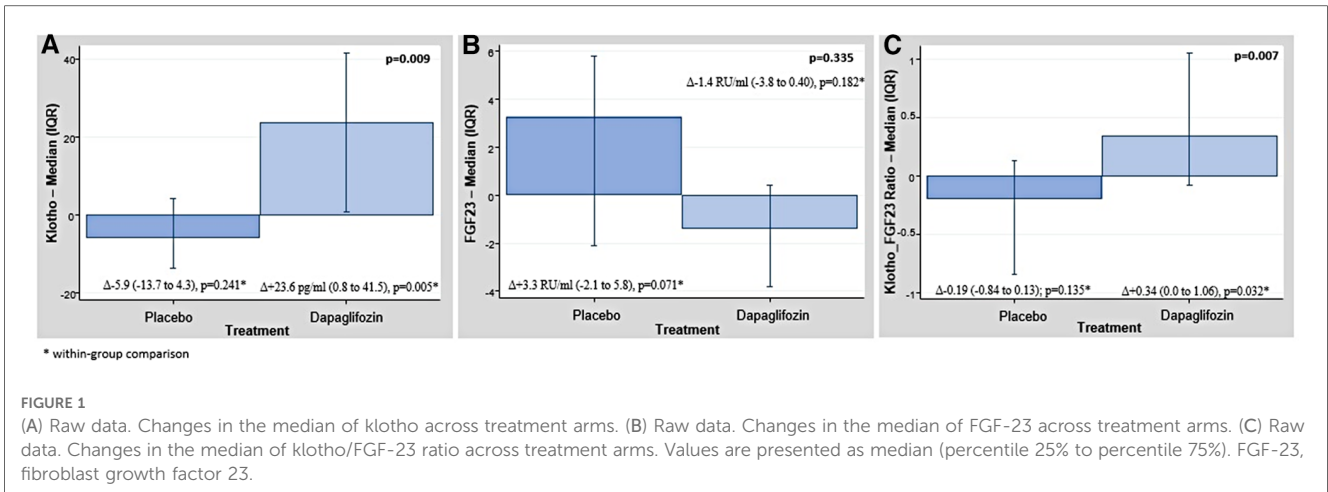 A
Klotho – Median (IQR)
40
20
0
-20
p=0.009
Δ-5.9 (-13.7 to 4.3), p=0.241*
Δ+23.6 pg/ml (0.8 to 41.5), p=0.005*
Placebo
Dapaglifozin
Treatment
B
FGF23 – Median (IQR)
6
4
2
0
-2
-4
p=0.335
Δ-1.4 RU/ml (-3.8 to 0.40), p=0.182*
Δ+3.3 RU/ml (-2.1 to 5.8), p=0.071*
Placebo
Dapaglifozin
Treatment
C
Klotho_FGF23 Ratio – Median (IQR)
1
0.5
0
-0.5
-1
p=0.007
Δ-0.19 (-0.84 to 0.13); p=0.135*
Δ+0.34 (0.0 to 1.06), p=0.032*
Placebo
Dapaglifozin
Treatment
* within-group comparison
FIGURE 1
(A) Raw data. Changes in the median of klotho across treatment arms. (B) Raw data. Changes in the median of FGF-23 across treatment arms. (C) Raw
data. Changes in the median of klotho/FGF-23 ratio across treatment arms. Values are presented as median (percentile 25% to percentile 75%). FGF-23,
fibroblast growth factor 23.